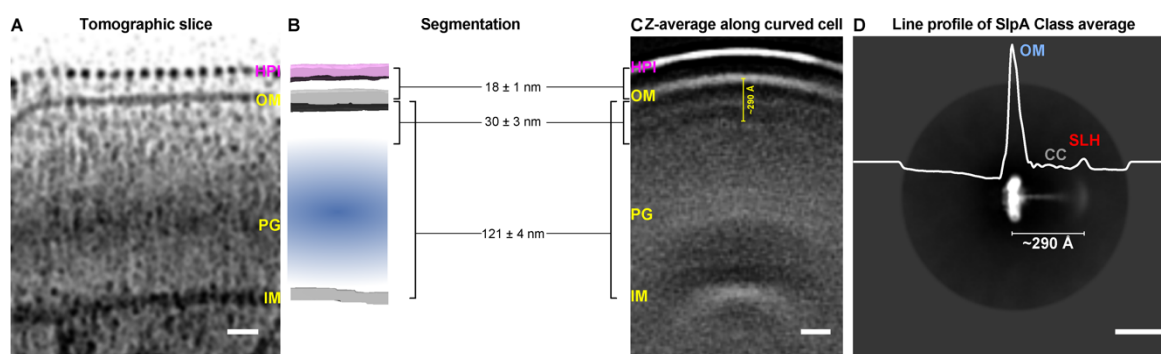 A Tomographic slice
B Segmentation
C Z-average along curved cell
D Line profile of SlpA Class average
HPI
OM
PG
IM
18 ± 1 nm
30 ± 3 nm
121 ± 4 nm
HPI
OM
~290 Å
PG
IM
OM
CC
SLH
~290 Å